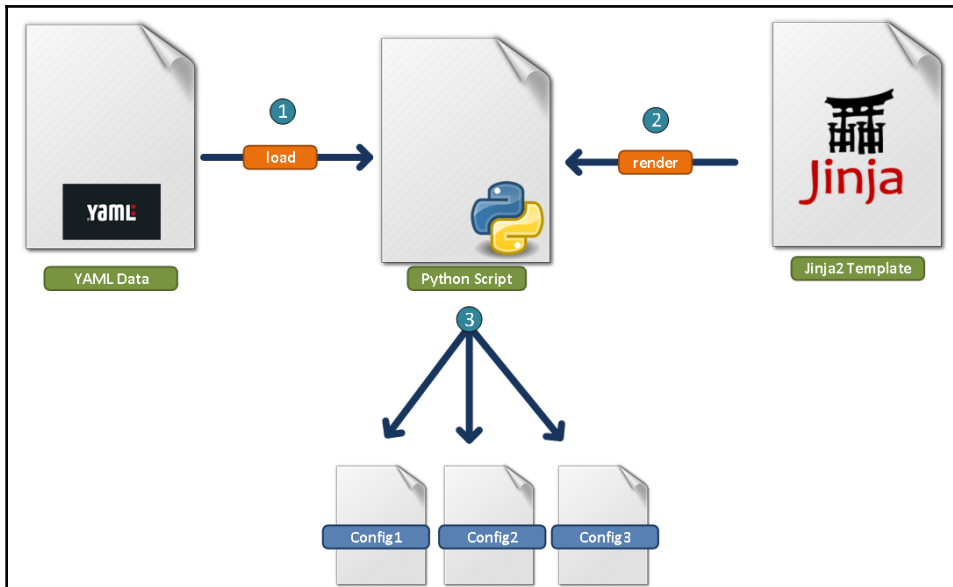 1
2
load
render
YAML:
Jinja
YAML Data
Python Script
Jinja2 Template
3
Config1
Config2
Config3